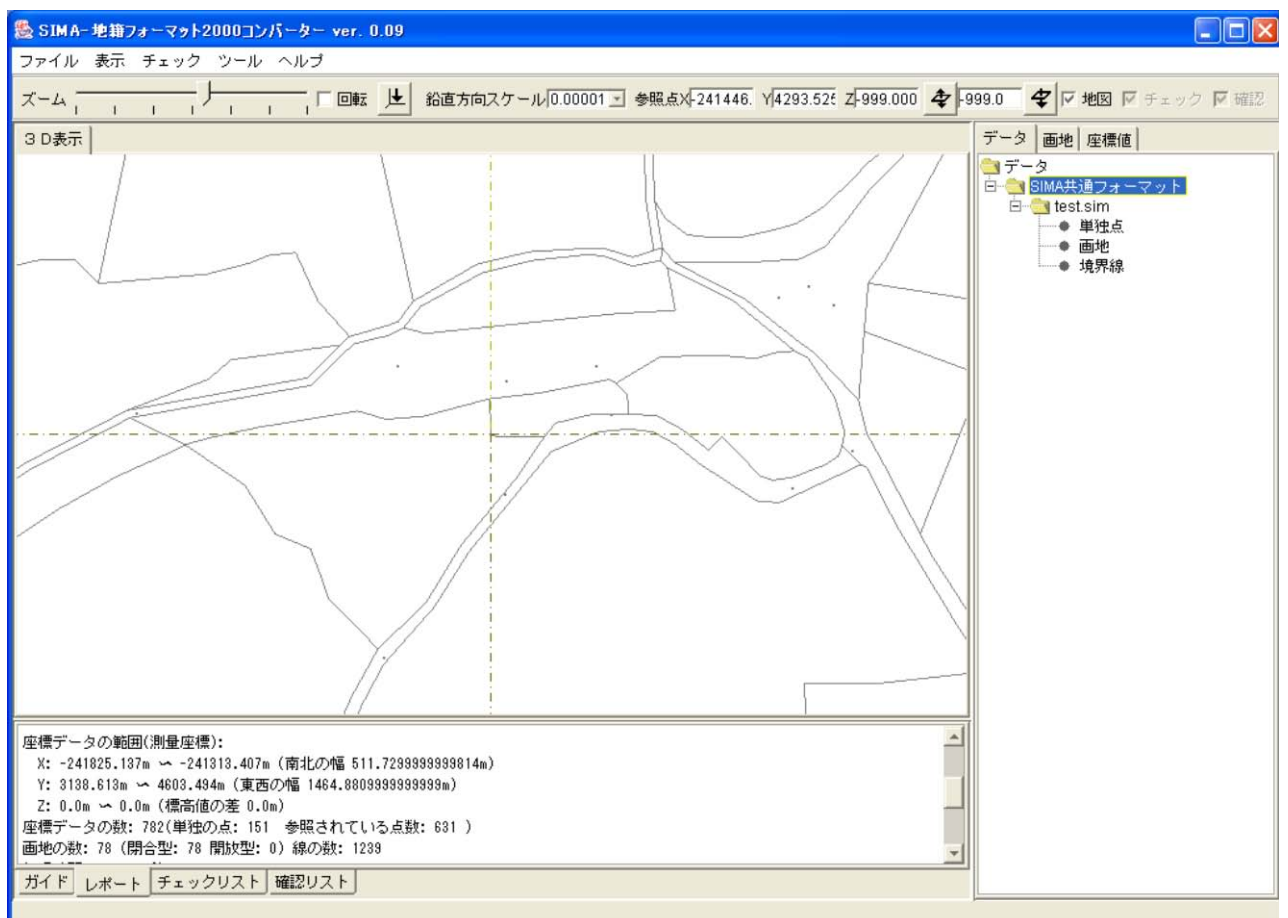 SIMA-地籍フォーマット2000コンバーター ver. 0.09
ファイル 表示 チェック ツール ヘルプ
ズーム 回転 鉛直方向スケール 0.00001 参照点X -241446. Y 4293.52 Z -999.000 -999.0 地図 チェック 確認
3D表示
データ 画地 座標値
データ
SIMA共通フォーマット
test.sim
単独点
画地
境界線
座標データの範囲(測量座標):
X: -241825.137m ～ -241313.407m (南北の幅 511.7299999999814m)
Y: 3138.613m ～ 4603.494m (東西の幅 1464.8809999999999m)
Z: 0.0m ～ 0.0m (標高値の差 0.0m)
座標データの数: 782(単独の点: 151 参照されている点数: 631 )
画地の数: 78 (閉合型: 78 開放型: 0) 線の数: 1239
ガイド レポート チェックリスト 確認リスト